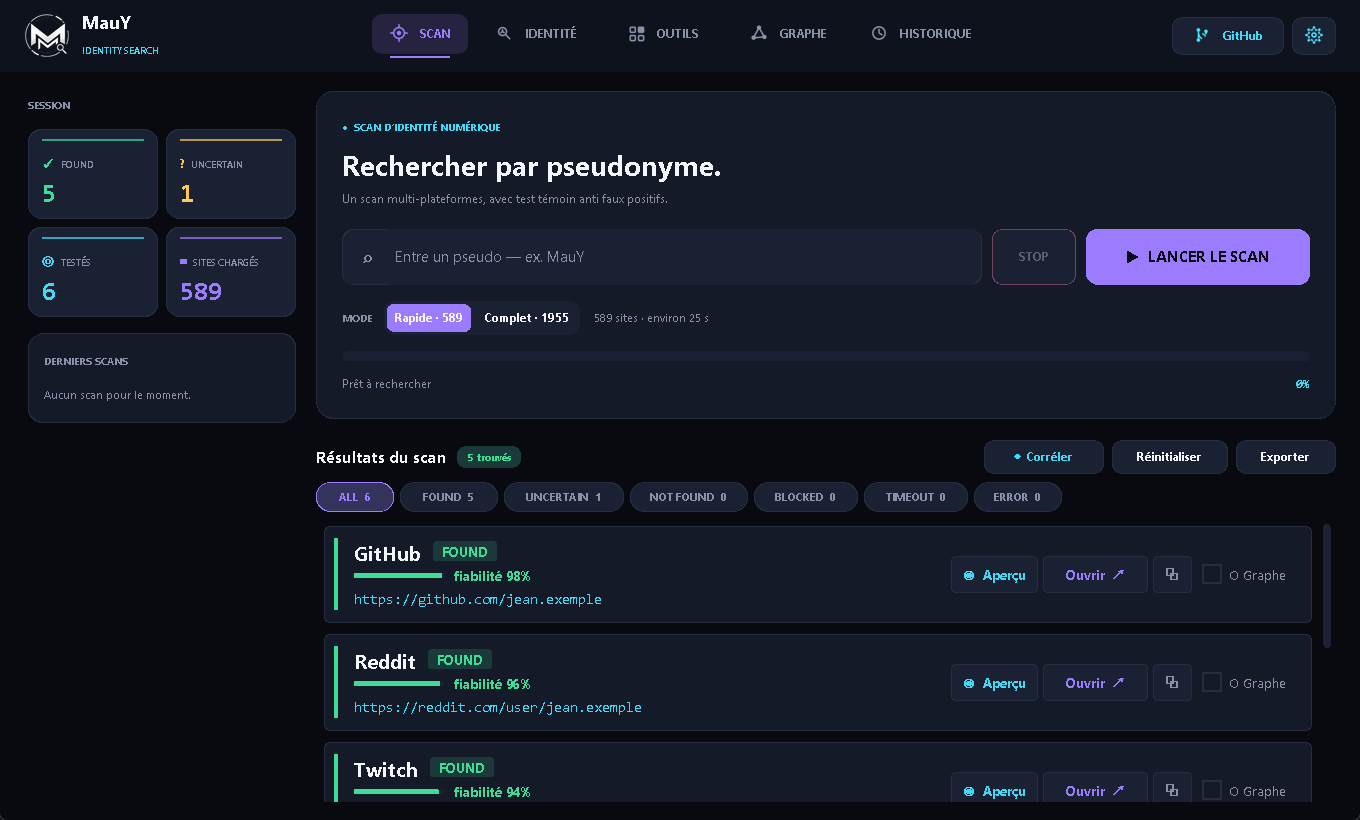 MauY
IDENTITY SEARCH
SCAN
IDENTITÉ
OUTILS
GRAPHE
HISTORIQUE
GitHub
SESSION
✓ FOUND
5
? UNCERTAIN
1
TESTÉS
6
SITES CHARGÉS
589
DERNIERS SCANS
Aucun scan pour le moment.
• SCAN D'IDENTITÉ NUMÉRIQUE
Rechercher par pseudonyme.
Un scan multi-plateformes, avec test témoin anti faux positifs.
Entre un pseudo — ex. MauY
STOP
▶ LANCER LE SCAN
MODE
Rapide · 589
Complet · 1955
589 sites · environ 25 s
Prêt à rechercher
0%
Résultats du scan
5 trouvés
Corréler
Réinitialiser
Exporter
ALL 6
FOUND 5
UNCERTAIN 1
NOT FOUND 0
BLOCKED 0
TIMEOUT 0
ERROR 0
GitHub FOUND
fiabilité 98%
https://github.com/jean.exemple
Aperçu
Ouvrir ↗
O Graphe
Reddit FOUND
fiabilité 96%
https://reddit.com/user/jean.exemple
Aperçu
Ouvrir ↗
O Graphe
Twitch FOUND
fiabilité 94%
Aperçu
Ouvrir ↗
O Graphe